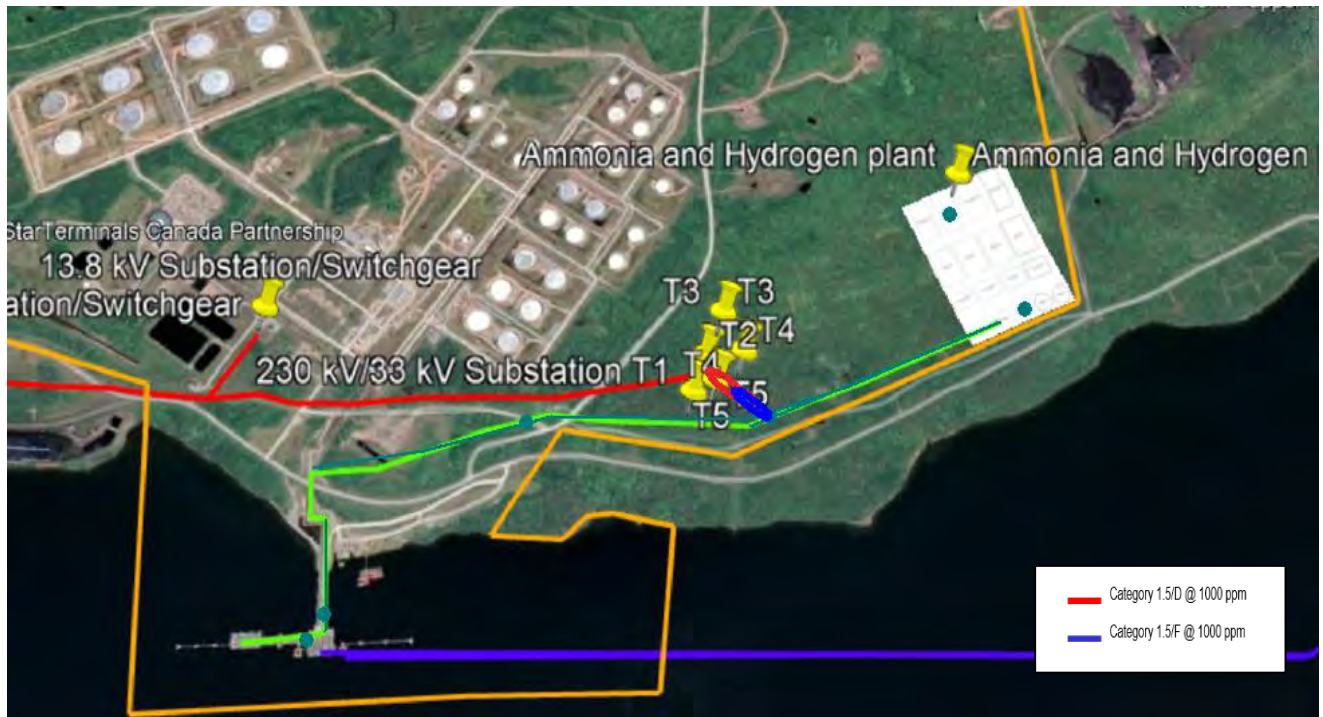 Ammonia and Hydrogen plant
Ammonia and Hydrogen
StarTerminals Canada Partnership
13.8 kV Substation/Switchgear
ation/Switchgear
T3
T3
T2
T4
230 kV/33 kV Substation T1
T4
T5
T5
Category 1.5/D @ 1000 ppm
Category 1.5/F @ 1000 ppm